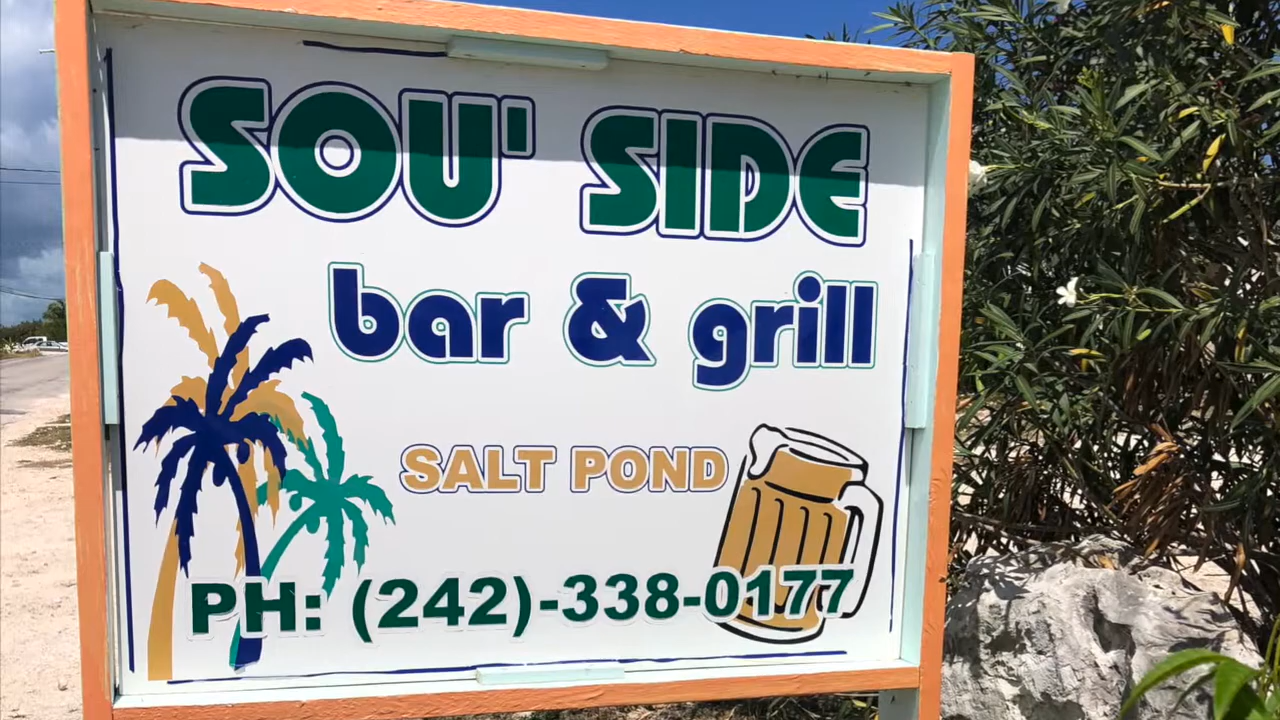 SOU' SIDE
bar & grill
SALT POND
PH: (242)-338-0177